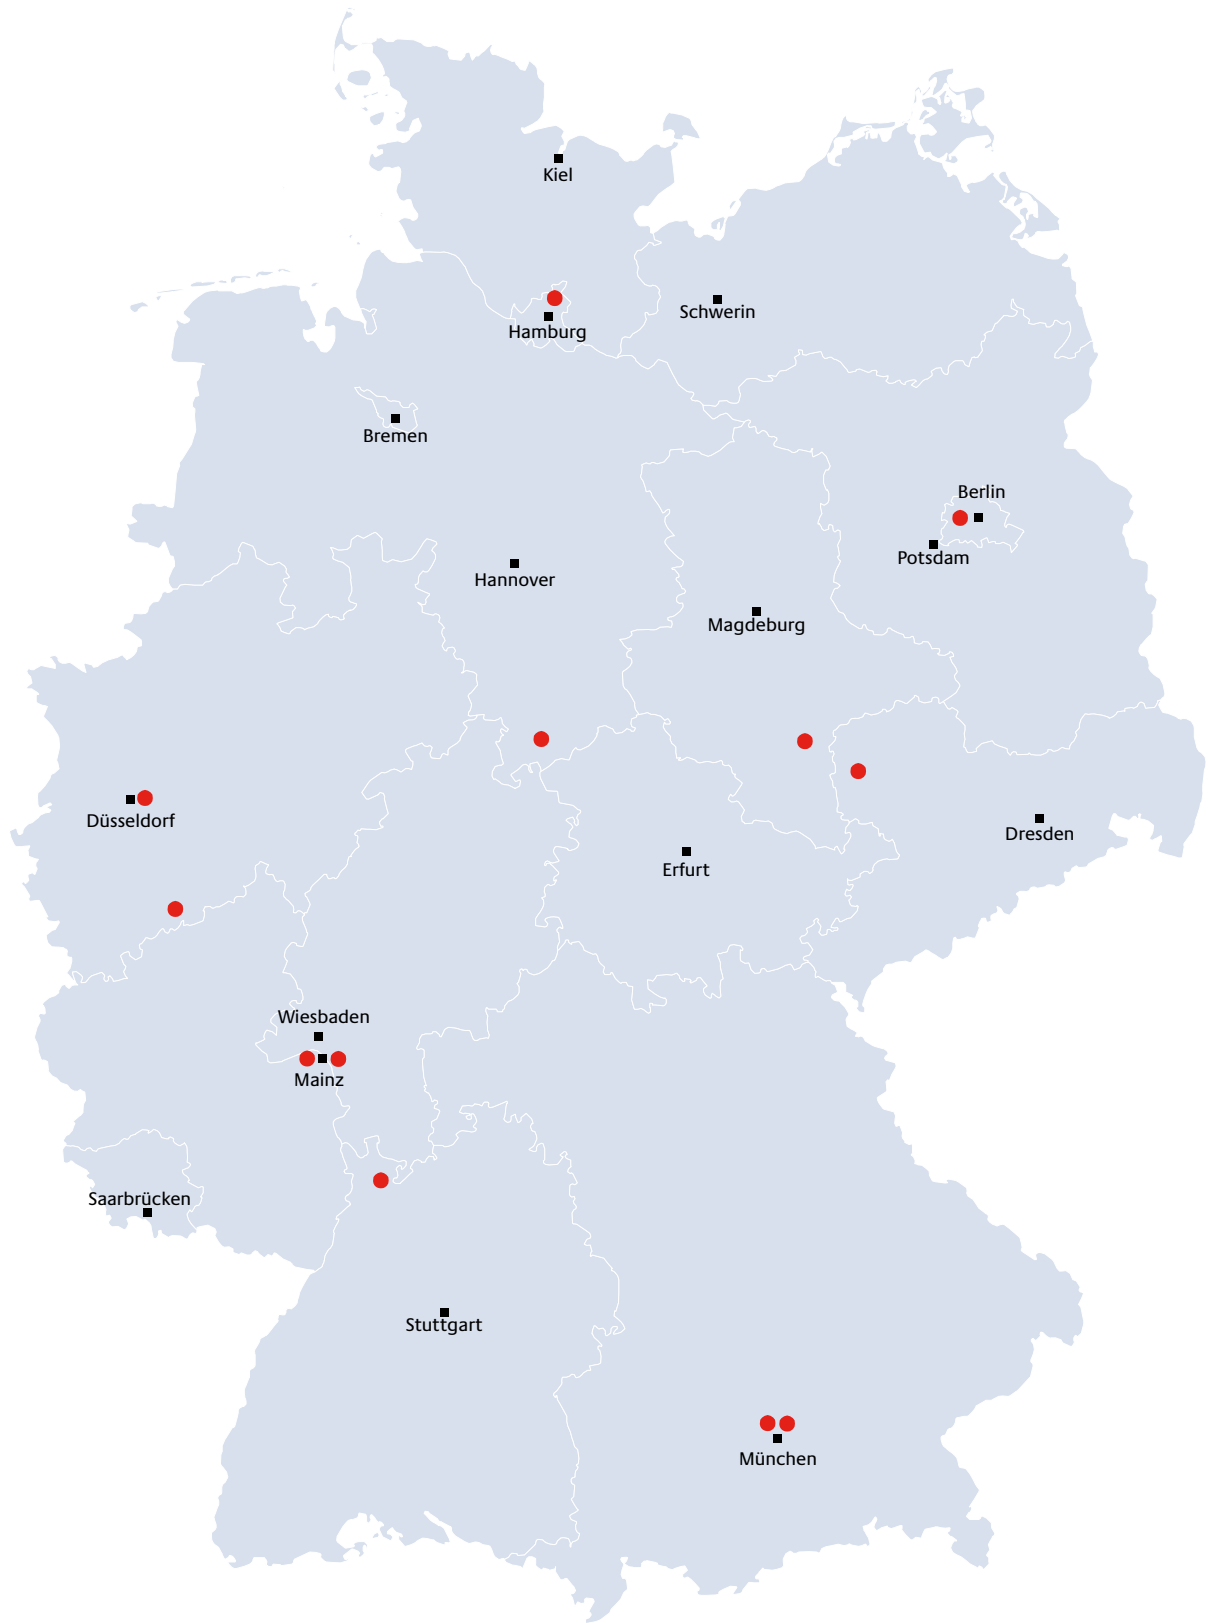 Kiel
Schwerin
Hamburg
Bremen
Berlin
Potsdam
Hannover
Magdeburg
Düsseldorf
Dresden
Erfurt
Wiesbaden
Mainz
Saarbrücken
Stuttgart
München